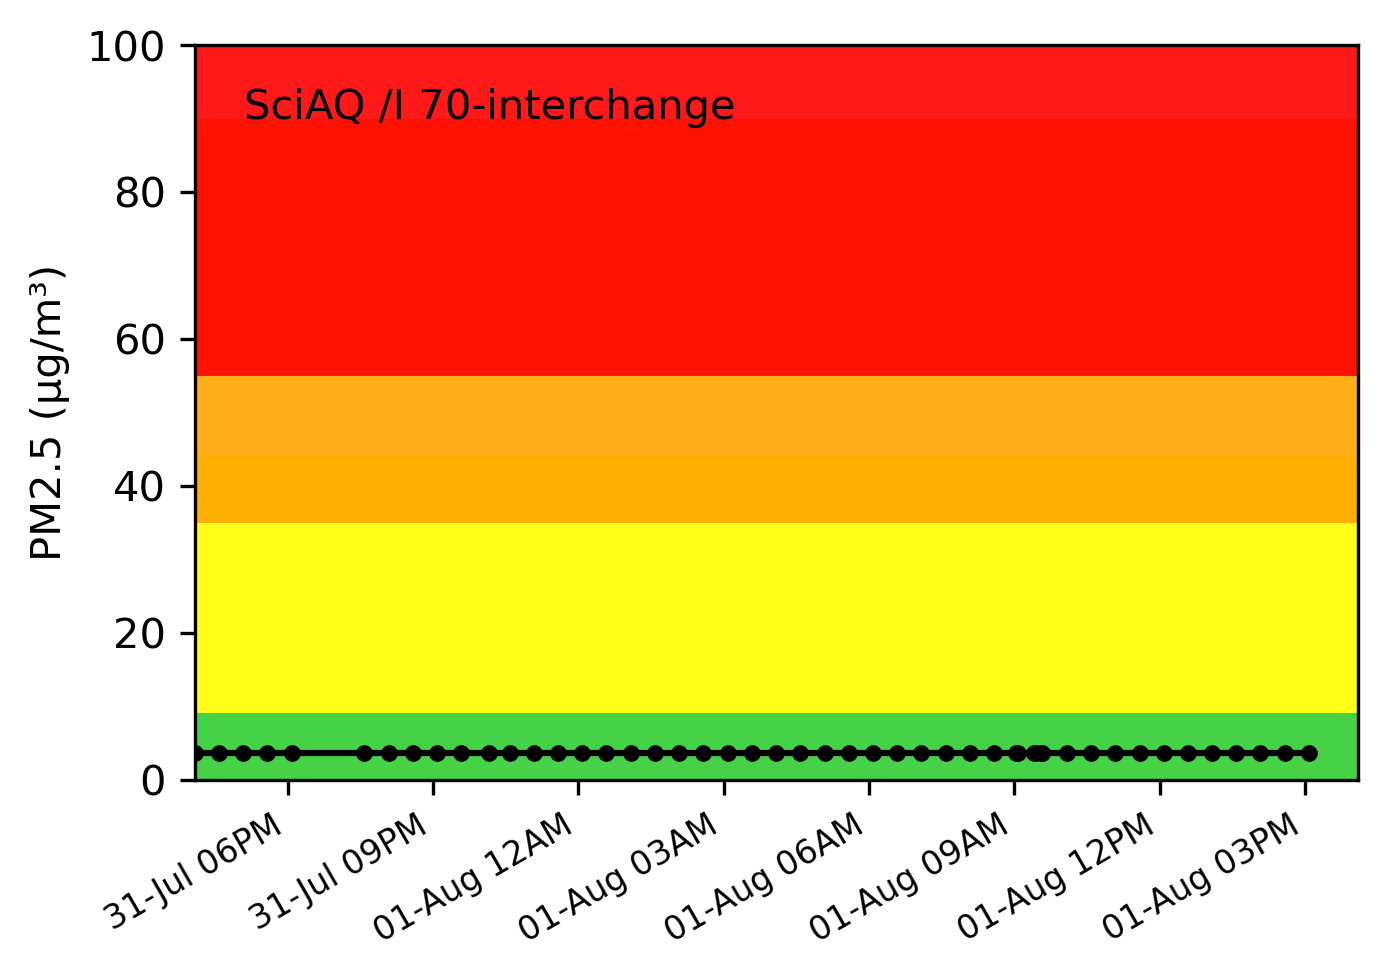 SciAQ /I 70-interchange
PM2.5 (µg/m³)
100
80
60
40
20
0
31-Jul 06PM
31-Jul 09PM
01-Aug 12AM
01-Aug 03AM
01-Aug 06AM
01-Aug 09AM
01-Aug 12PM
01-Aug 03PM